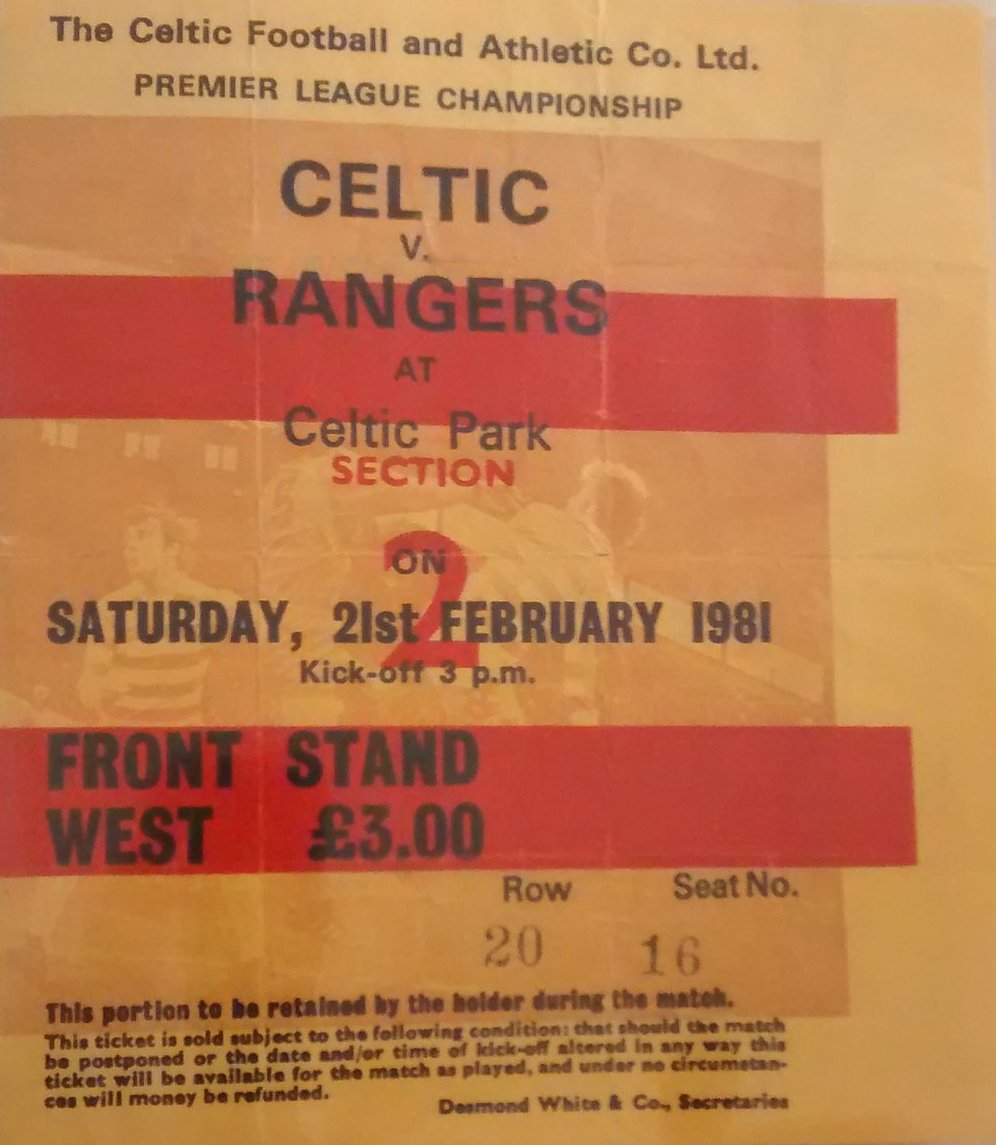 The Celtic Football and Athletic Co. Ltd.
PREMIER LEAGUE CHAMPIONSHIP
CELTIC
V.
RANGERS
AT
Celtic Park
SECTION
2
ON
SATURDAY, 21st FEBRUARY 1981
Kick-off 3 p.m.
FRONT STAND
WEST £3.00
Row Seat No.
20 16
This portion to be retained by the holder during the match.
This ticket is sold subject to the following condition: that should the match
be postponed or the date and/or time of kick-off altered in any way this
ticket will be available for the match as played, and under no circumstan-
ces will money be refunded.
Desmond White & Co., Secretaries